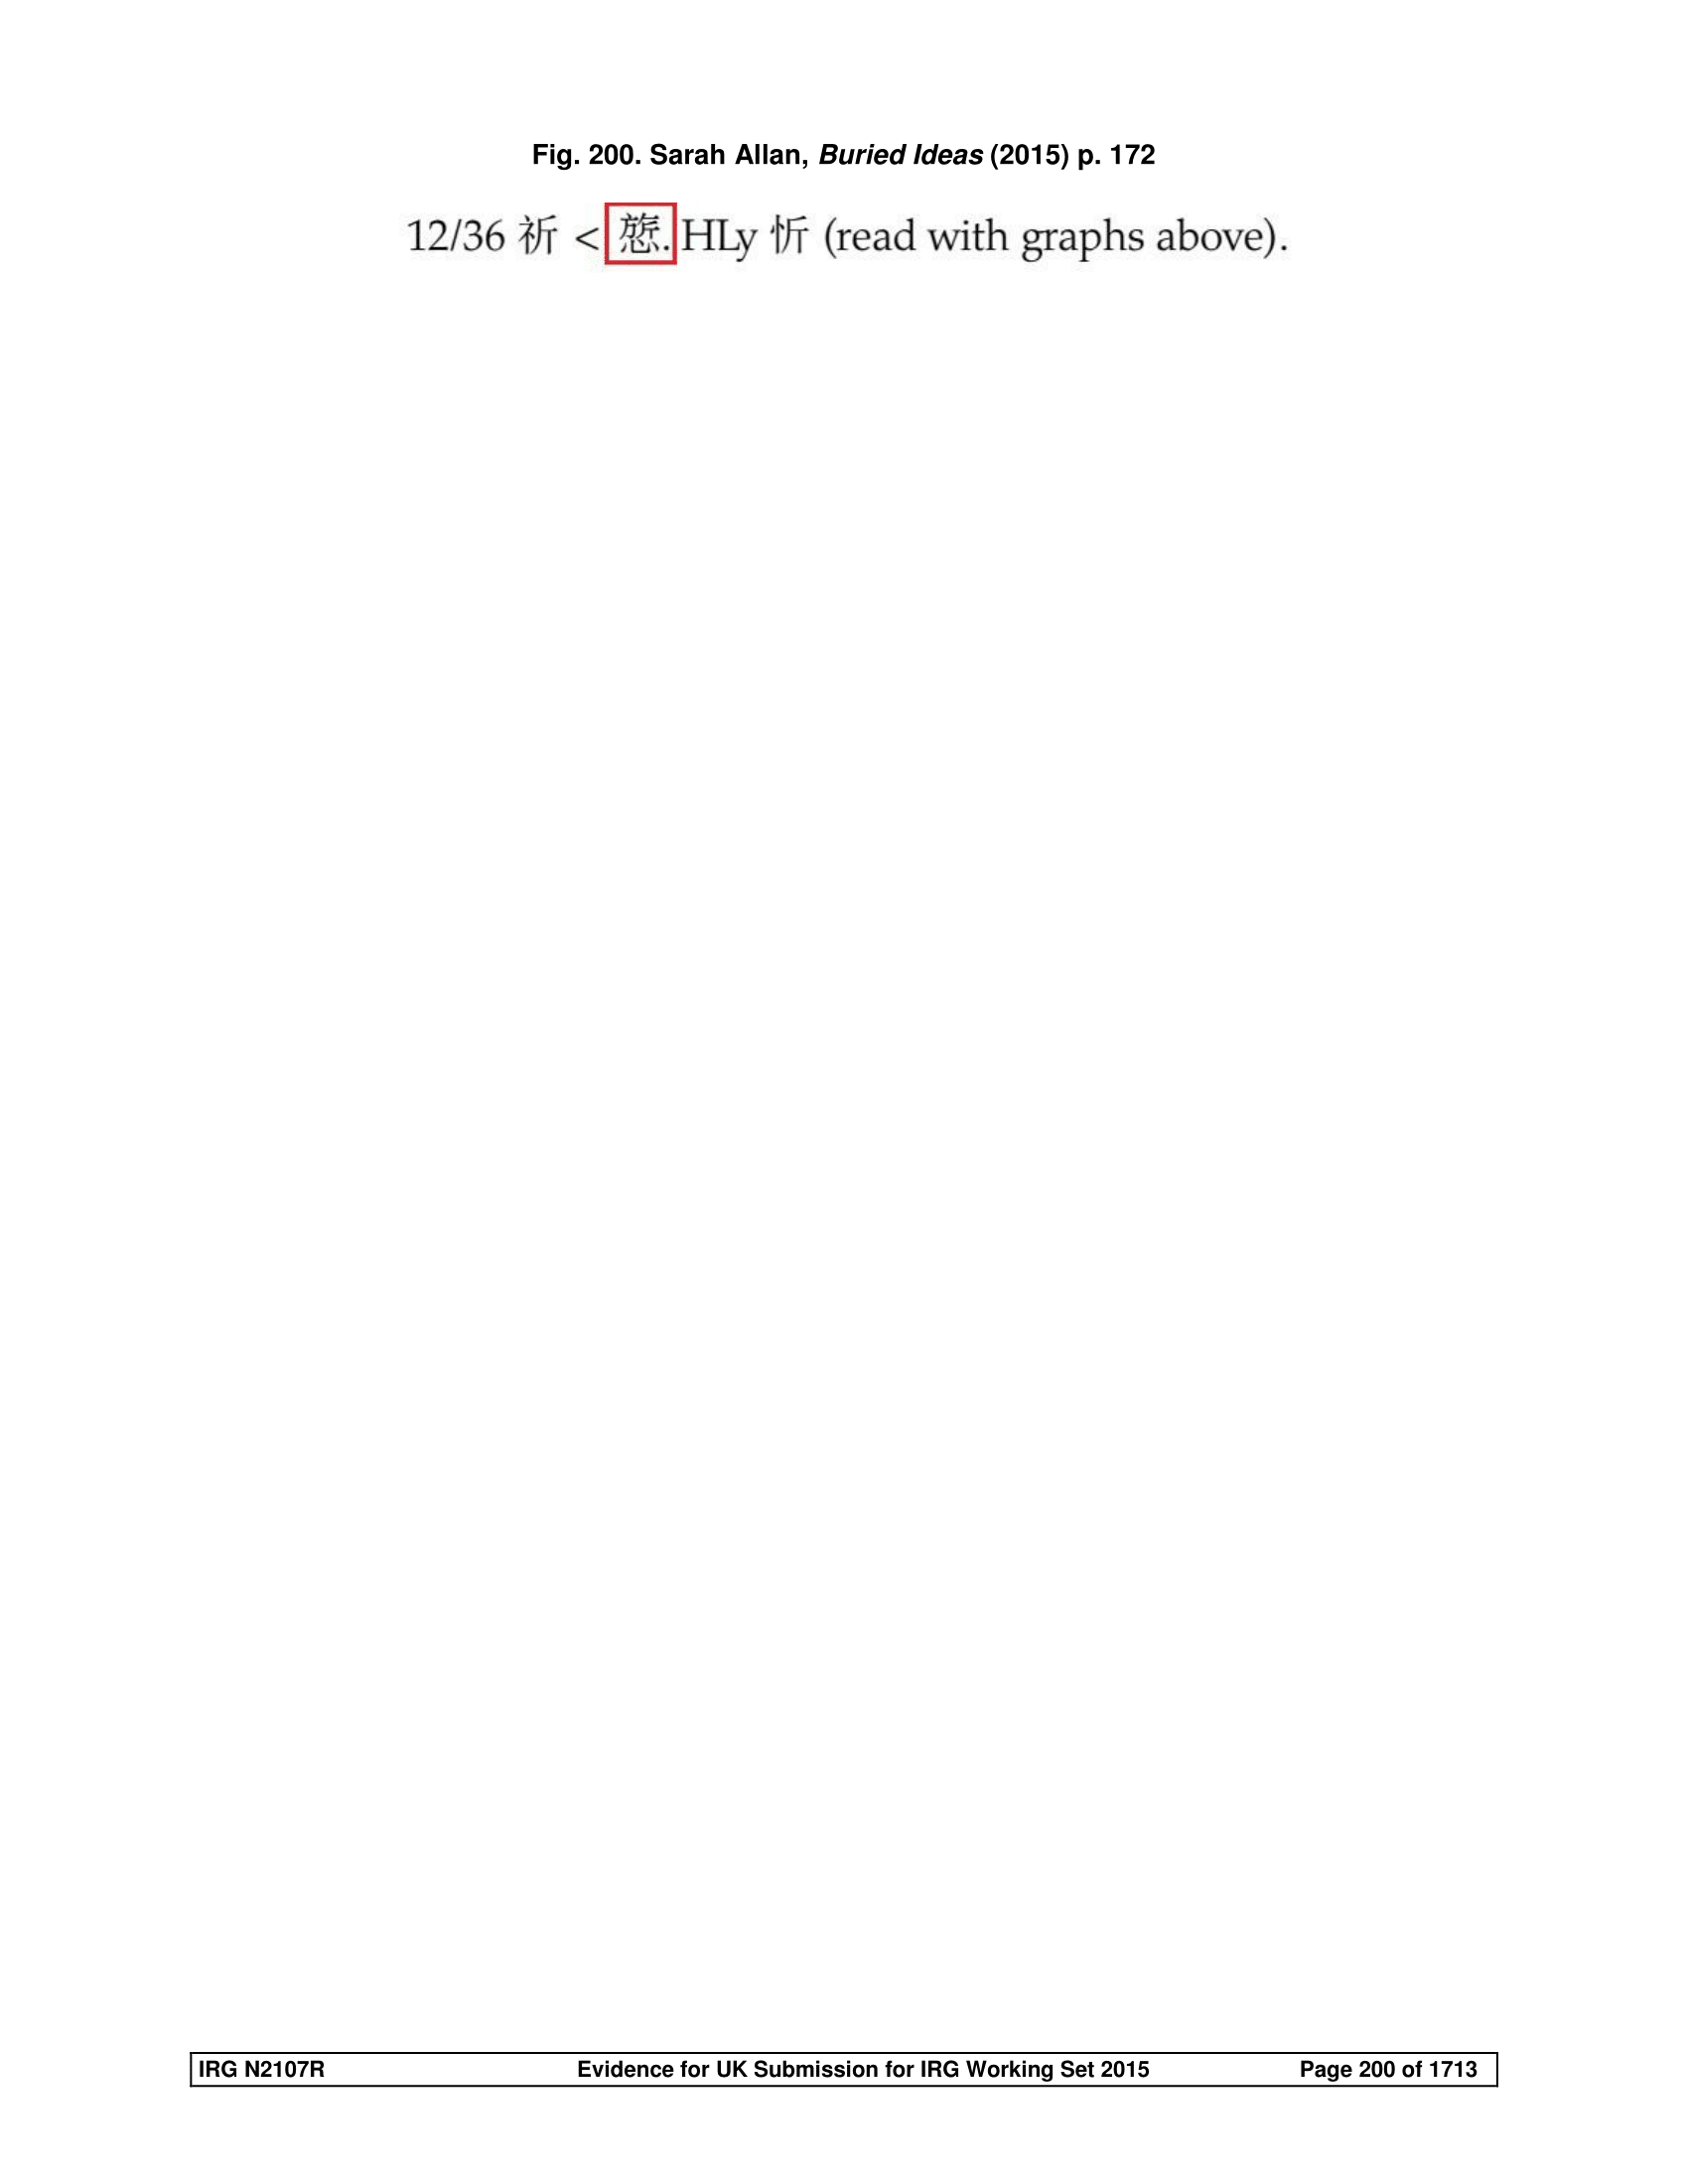 Fig. 200. Sarah Allan, Buried Ideas (2015) p. 172
12/36 祈 < . HLy 忻 (read with graphs above).
IRG N2107R Evidence for UK Submission for IRG Working Set 2015 Page 200 of 1713